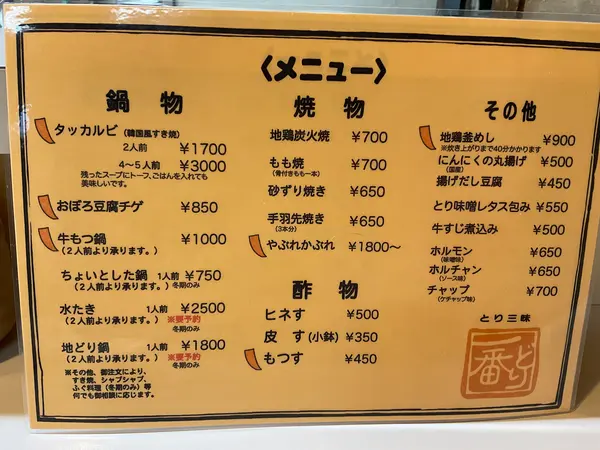 〈メニュー〉
鍋物
タッカルビ (韓国風すき焼)
2人前 ¥1700
4〜5人前 ¥3000
残ったスープにトーフ、ごはんを入れても
美味しいです。
おぼろ豆腐チゲ ¥850
牛もつ鍋 ¥1000
(2人前より承ります。)
ちょいとした鍋 1人前 ¥750
(2人前より承ります。) 冬期のみ
水たき 1人前 ¥2500
(2人前より承ります。) ※要予約
冬期のみ
地どり鍋 1人前 ¥1800
(2人前より承ります。) ※要予約
冬期のみ
※その他、御注文により、
すき焼、シャブシャブ、
ふぐ料理(冬期のみ)等
何でも御相談に応じます。
焼物
地鶏炭火焼 ¥700
もも焼 ¥700
(骨付きもも一本)
砂ずり焼き ¥650
手羽先焼き ¥650
(3本分)
やぶれかぶれ ¥1800〜
酢物
ヒネす ¥500
皮す(小鉢) ¥350
もつす ¥450
その他
地鶏釜めし ¥900
※炊き上がりまで40分かかります
にんにくの丸揚げ ¥500
(国産)
揚げだし豆腐 ¥450
とり味噌レタス包み ¥550
牛すじ煮込み ¥500
ホルモン ¥650
(味噌味)
ホルチャン ¥650
(ソース味)
チャップ ¥700
(ケチャップ味)
とり三昧
一番どり